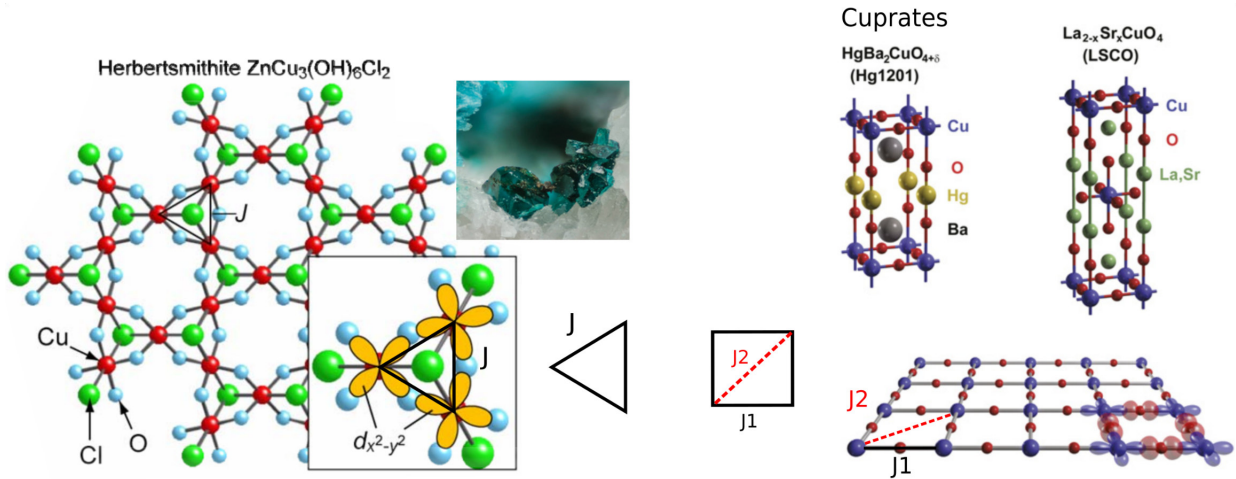 Herbertsmithite ZnCu₃(OH)₆Cl₂
J
Cu
Cl
O
J
dₓ²₋ᵧ²
J
J2
J1
Cuprates
HgBa₂CuO₄₊δ
(Hg1201)
Cu
O
Hg
Ba
La₂₋ₓSrₓCuO₄
(LSCO)
Cu
O
La,Sr
J2
J1